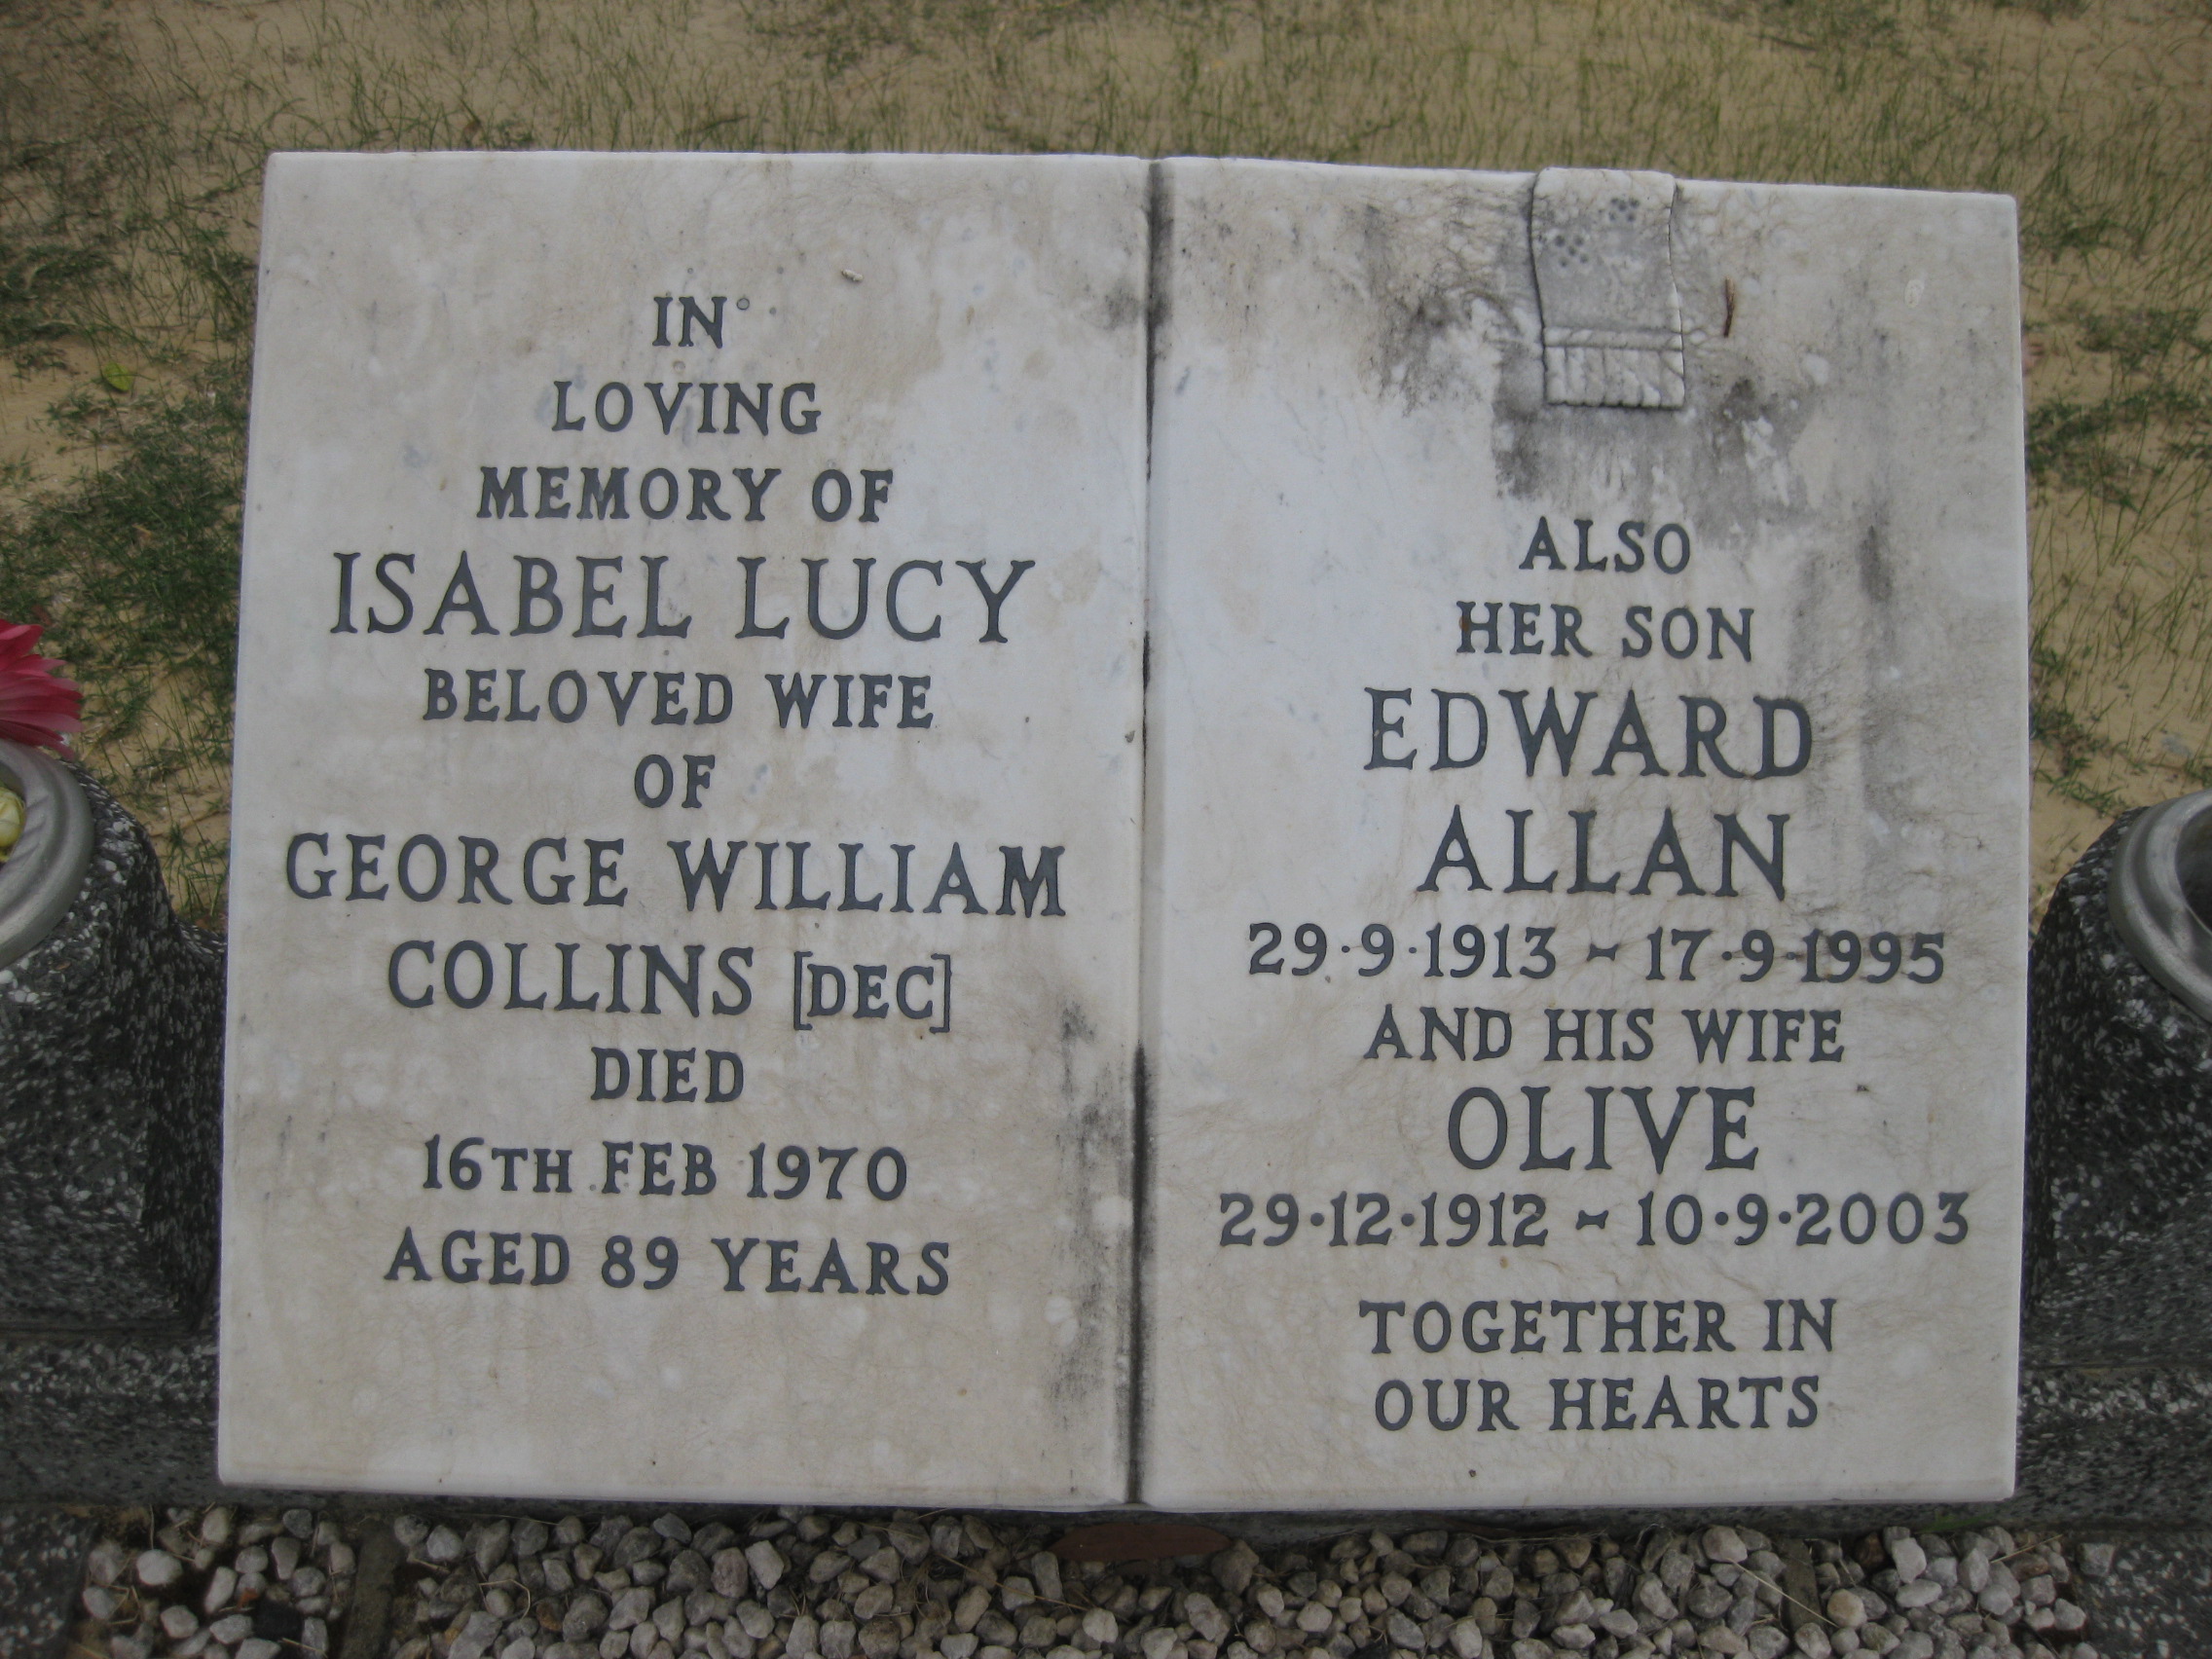 IN
LOVING
MEMORY OF
ISABEL LUCY
BELOVED WIFE
OF
GEORGE WILLIAM
COLLINS [DEC]
DIED
16TH FEB 1970
AGED 89 YEARS
ALSO
HER SON
EDWARD
ALLAN
29·9·1913 ~ 17·9·1995
AND HIS WIFE
OLIVE
29·12·1912 ~ 10·9·2003
TOGETHER IN
OUR HEARTS